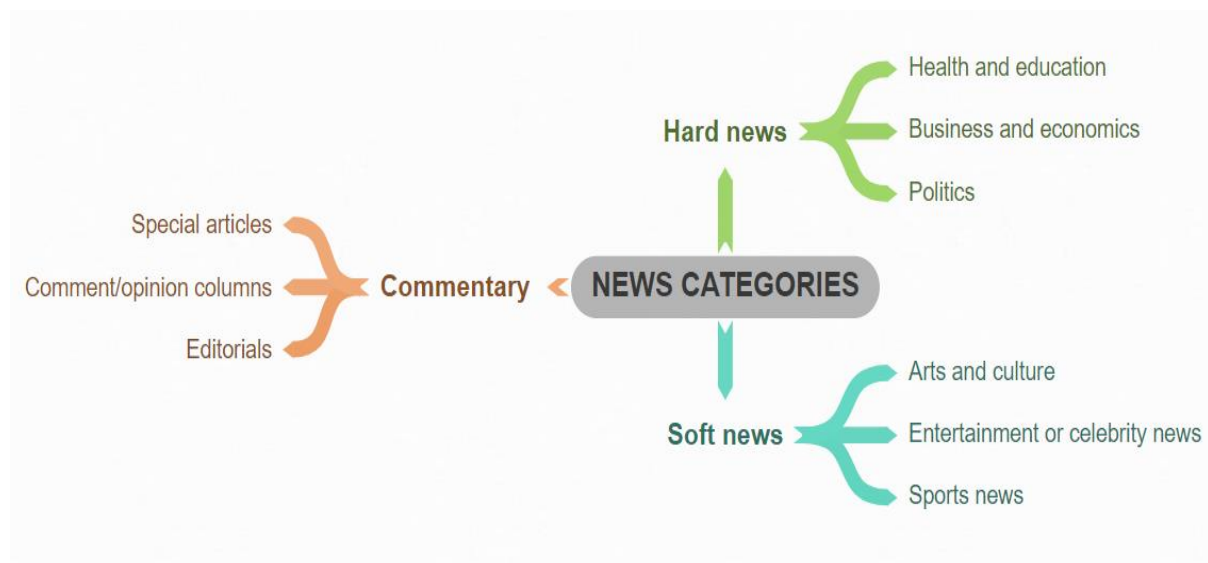 Health and education
Hard news
Business and economics
Politics
Special articles
Comment/opinion columns
Commentary
NEWS CATEGORIES
Editorials
Arts and culture
Soft news
Entertainment or celebrity news
Sports news